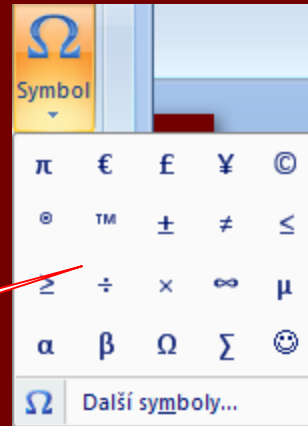 Ω
Symbol
π € £ ¥ ©
® ™ ± ≠ ≤
≥ ÷ × ∞ µ
α β Ω ∑ ☺
Ω Další symboly...